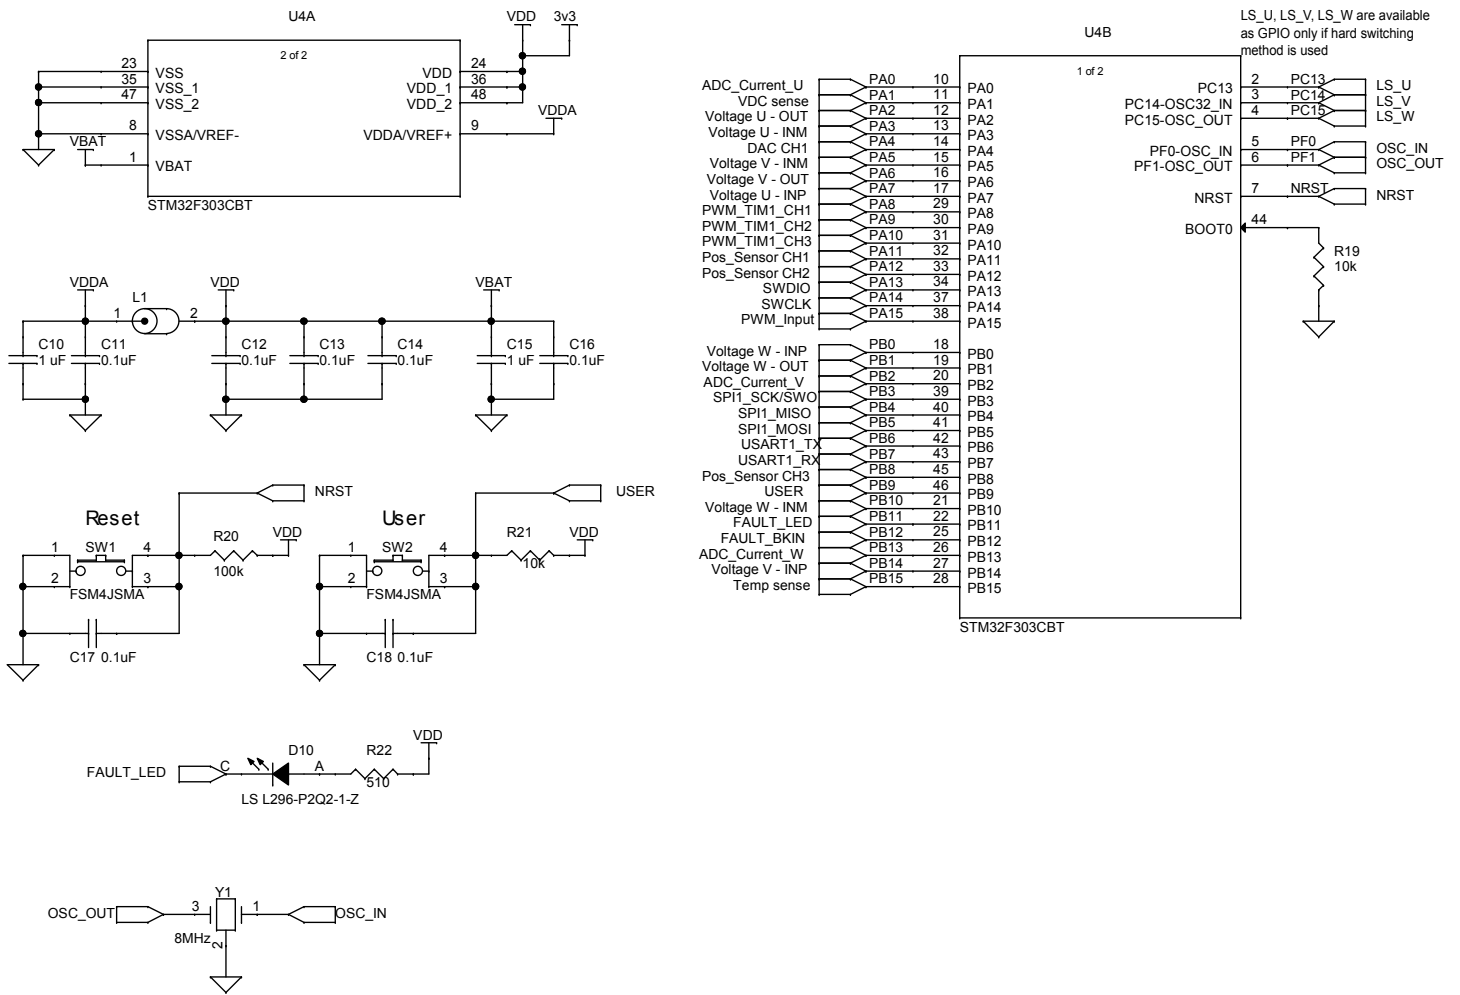 U4A
VDD 3v3
2 of 2
23 VSS VDD 24
35 VSS_1 VDD_1 36
47 VSS_2 VDD_2 48
VDDA
8 VSSA/VREF- VDDA/VREF+ 9
VBAT
1 VBAT
STM32F303CBT
VDDA L1 VDD VBAT
1 2
C10 C11 C12 C13 C14 C15 C16
1 uF 0.1uF 0.1uF 0.1uF 0.1uF 1 uF 0.1uF
NRST USER
Reset User
R20 VDD R21 VDD
1 SW1 4 1 SW2 4
100k 10k
2 3 2 3
FSM4JSMA FSM4JSMA
C17 0.1uF C18 0.1uF
VDD
D10 R22
FAULT_LED C A
510
LS L296-P2Q2-1-Z
Y1
OSC_OUT 3 1 OSC_IN
8MHz
2
LS_U, LS_V, LS_W are available
as GPIO only if hard switching
method is used
U4B
1 of 2
ADC_Current_U PA0 10 PA0
VDC sense PA1 11 PA1
Voltage U - OUT PA2 12 PA2
Voltage U - INM PA3 13 PA3
DAC CH1 PA4 14 PA4
Voltage V - INM PA5 15 PA5
Voltage V - OUT PA6 16 PA6
Voltage U - INP PA7 17 PA7
PWM_TIM1_CH1 PA8 29 PA8
PWM_TIM1_CH2 PA9 30 PA9
PWM_TIM1_CH3 PA10 31 PA10
Pos_Sensor CH1 PA11 32 PA11
Pos_Sensor CH2 PA12 33 PA12
SWDIO PA13 34 PA13
SWCLK PA14 37 PA14
PWM_Input PA15 38 PA15
Voltage W - INP PB0 18 PB0
Voltage W - OUT PB1 19 PB1
ADC_Current_V PB2 20 PB2
SPI1_SCK/SWO PB3 39 PB3
SPI1_MISO PB4 40 PB4
SPI1_MOSI PB5 41 PB5
USART1_TX PB6 42 PB6
USART1_RX PB7 43 PB7
Pos_Sensor CH3 PB8 45 PB8
USER PB9 46 PB9
Voltage W - INM PB10 21 PB10
FAULT_LED PB11 22 PB11
FAULT_BKIN PB12 25 PB12
ADC_Current_W PB13 26 PB13
Voltage V - INP PB14 27 PB14
Temp sense PB15 28 PB15
PC13 2 PC13 LS_U
PC14-OSC32_IN 3 PC14 LS_V
PC15-OSC_OUT 4 PC15 LS_W
PF0-OSC_IN 5 PF0 OSC_IN
PF1-OSC_OUT 6 PF1 OSC_OUT
NRST 7 NRST NRST
BOOT0 44
R19
10k
STM32F303CBT